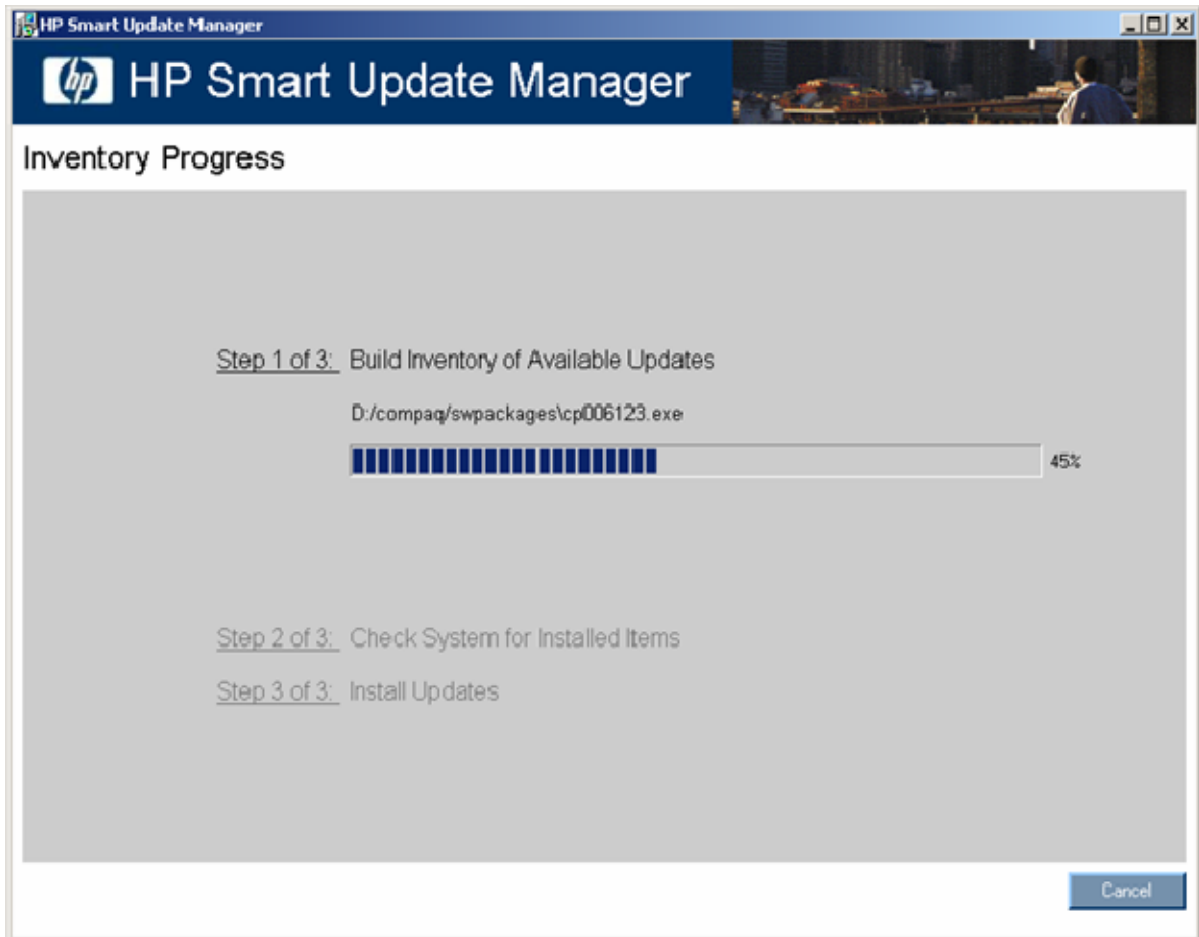 HP Smart Update Manager
hp HP Smart Update Manager
Inventory Progress
Step 1 of 3: Build Inventory of Available Updates
D:/compaq/swpackages\cp006123.exe
45%
Step 2 of 3: Check System for Installed Items
Step 3 of 3: Install Updates
Cancel